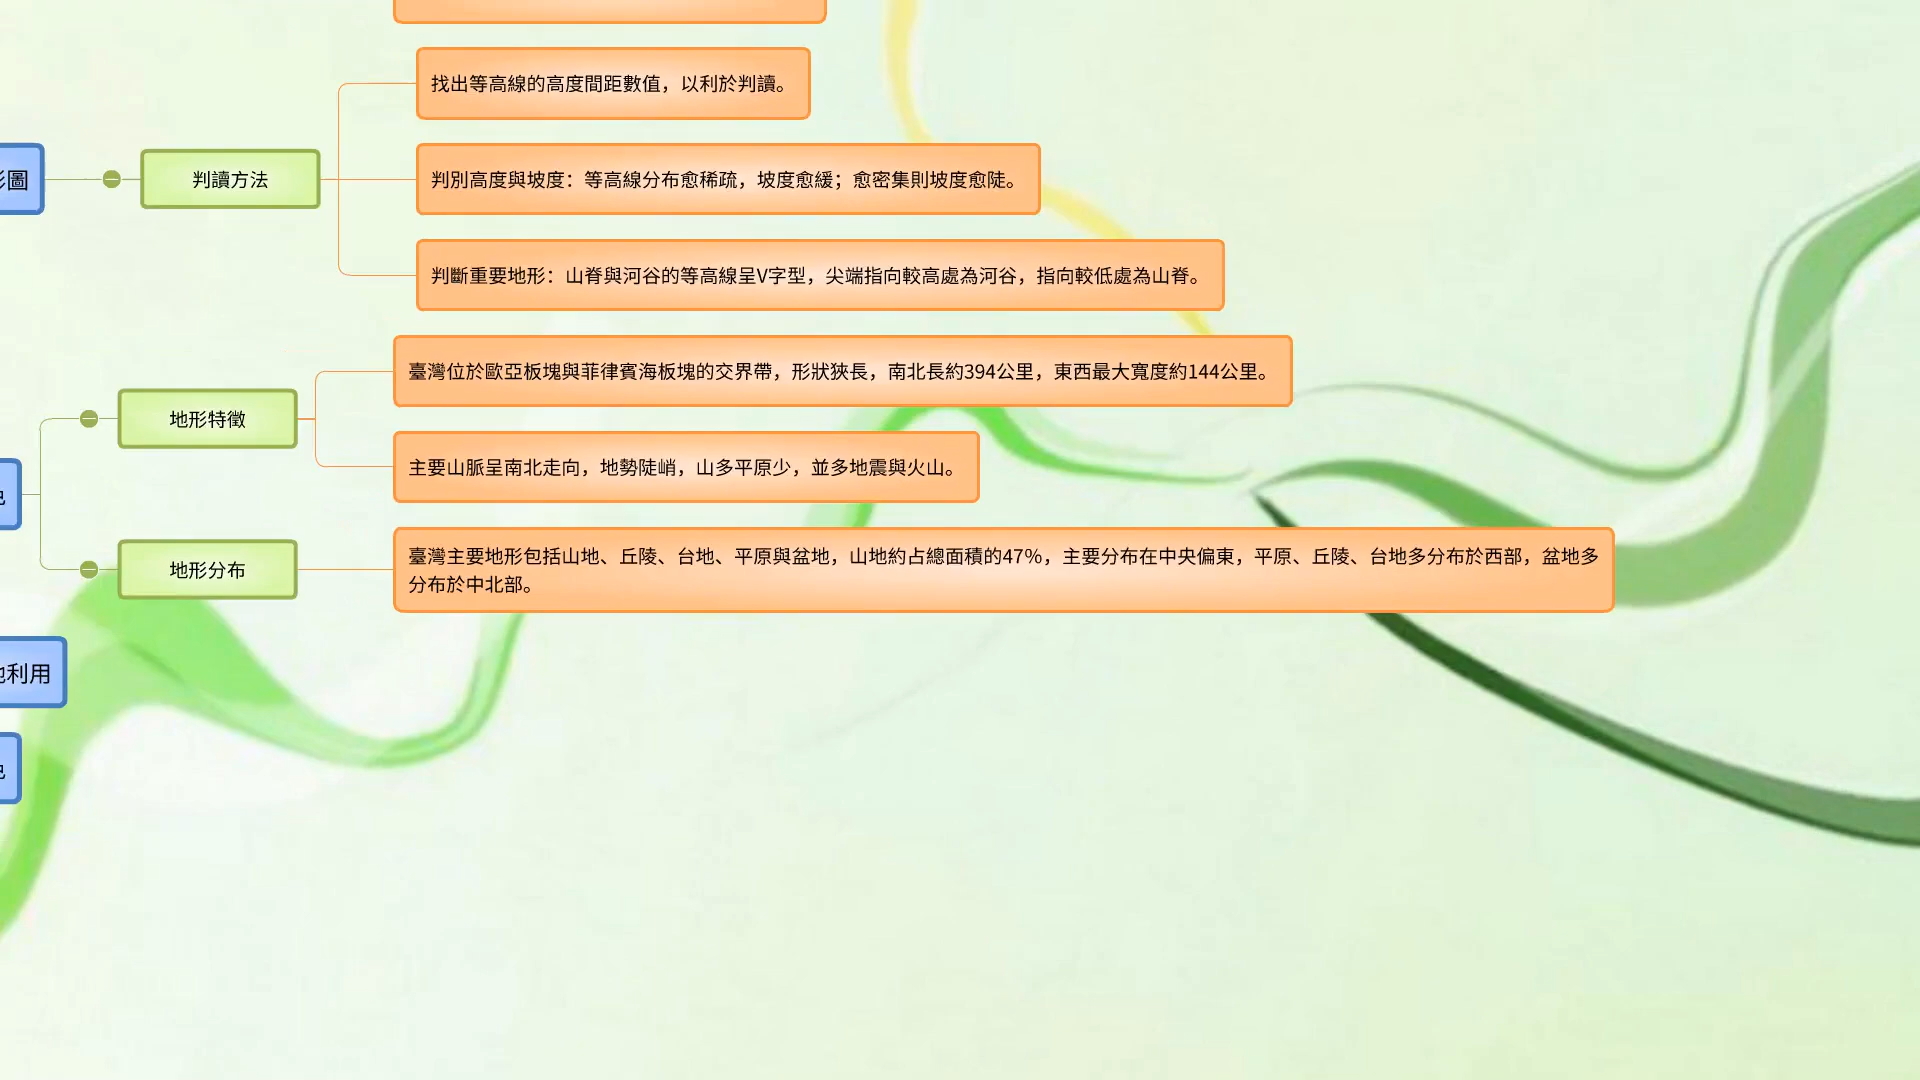 找出等高線的高度間距數值，以利於判讀。
圖
判讀方法
判別高度與坡度：等高線分布愈稀疏，坡度愈緩；愈密集則坡度愈陡。
判斷重要地形：山脊與河谷的等高線呈V字型，尖端指向較高處為河谷，指向較低處為山脊。
臺灣位於歐亞板塊與菲律賓海板塊的交界帶，形狀狹長，南北長約394公里，東西最大寬度約144公里。
地形特徵
主要山脈呈南北走向，地勢陡峭，山多平原少，並多地震與火山。
地形分布
臺灣主要地形包括山地、丘陵、台地、平原與盆地，山地約占總面積的47%，主要分布在中央偏東，平原、丘陵、台地多分布於西部，盆地多
分布於中北部。
利用